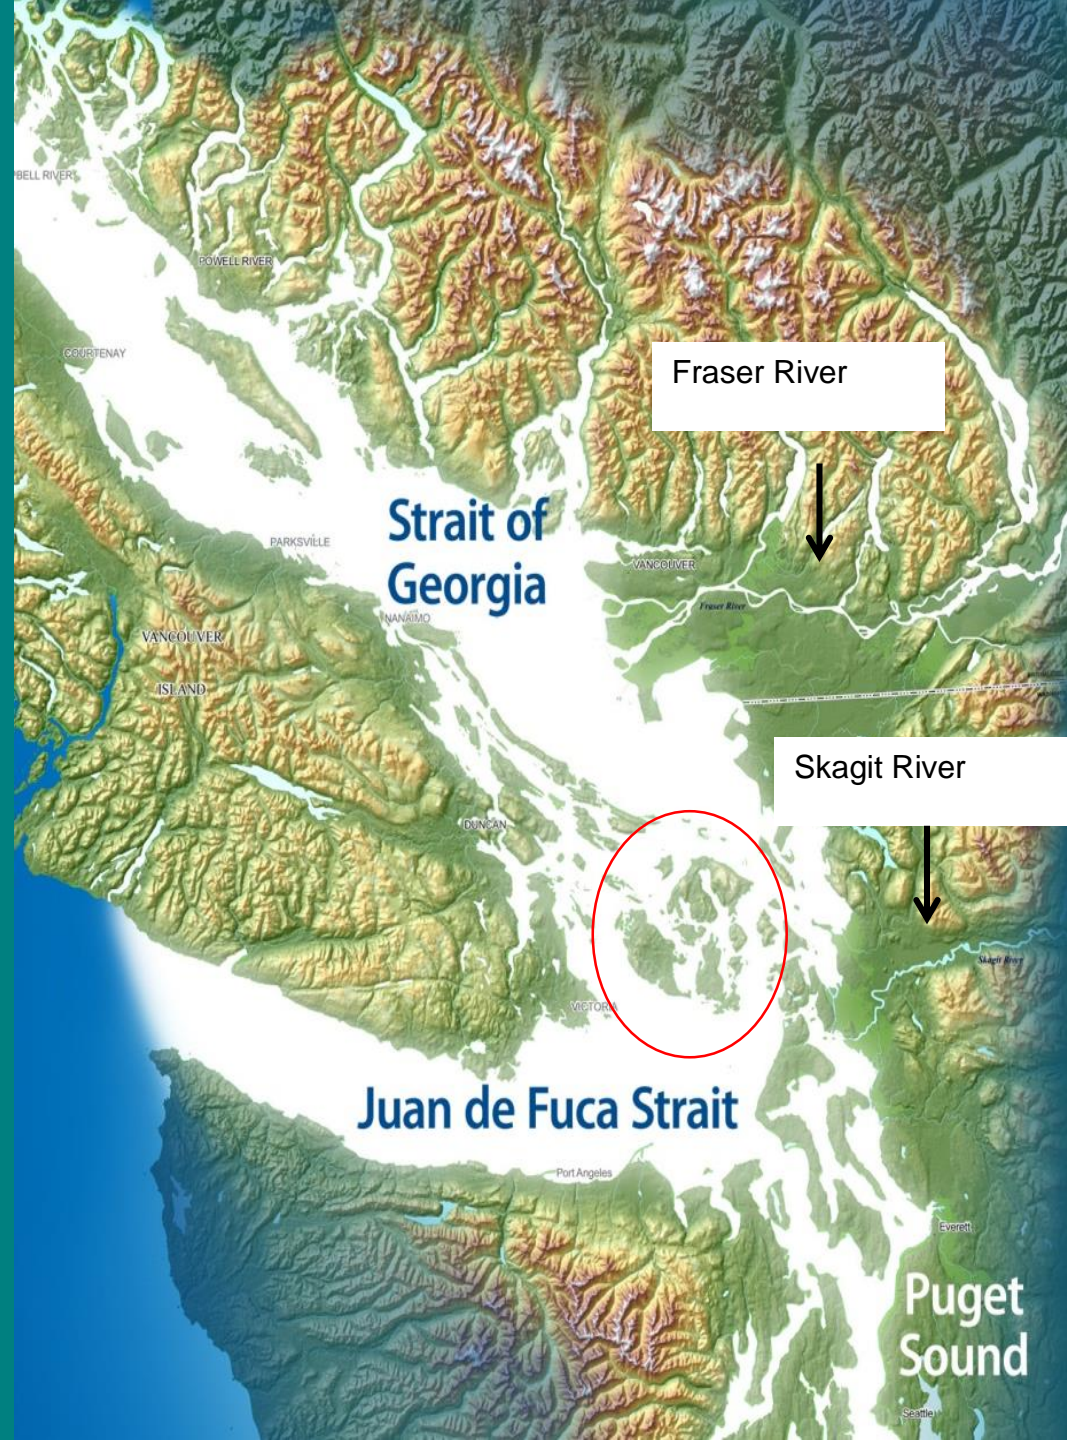 PBELL RIVER
POWELL RIVER
COURTENAY
Fraser River
Strait of
Georgia
PARKSVILLE
VANCOUVER
Fraser River
NANAIMO
VANCOUVER
ISLAND
Skagit River
DUNCAN
Skagit River
VICTORIA
Juan de Fuca Strait
Port Angeles
Everett
Puget
Sound
Seattle